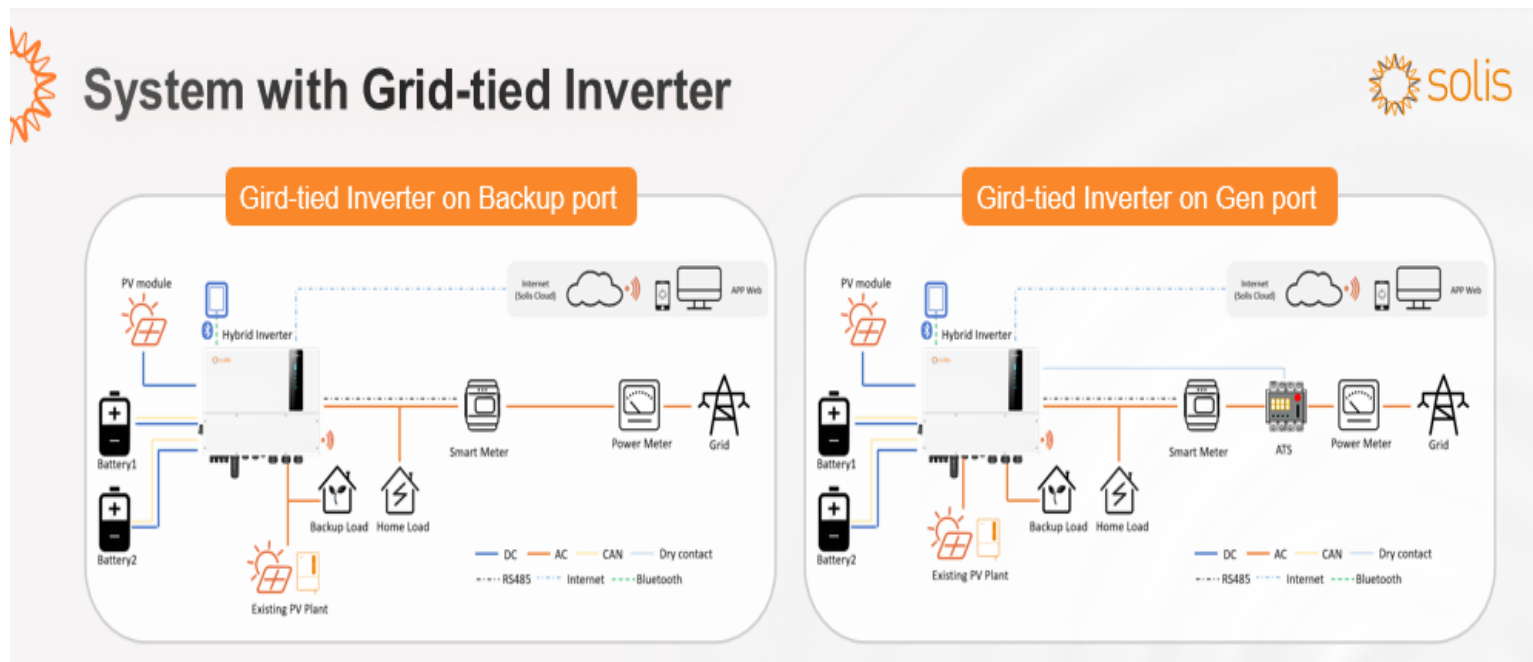 System with Grid-tied Inverter
solis
Gird-tied Inverter on Backup port
PV module
Internet
(Solis Cloud)
APP Web
Hybrid Inverter
solis
Battery1
Smart Meter
Power Meter
Grid
Battery2
Backup Load
Home Load
Existing PV Plant
DC
AC
CAN
Dry contact
RS485
Internet
Bluetooth
Gird-tied Inverter on Gen port
PV module
Internet
(Solis Cloud)
APP Web
Hybrid Inverter
solis
Battery1
Smart Meter
ATS
Power Meter
Grid
Battery2
Backup Load
Home Load
Existing PV Plant
DC
AC
CAN
Dry contact
RS485
Internet
Bluetooth